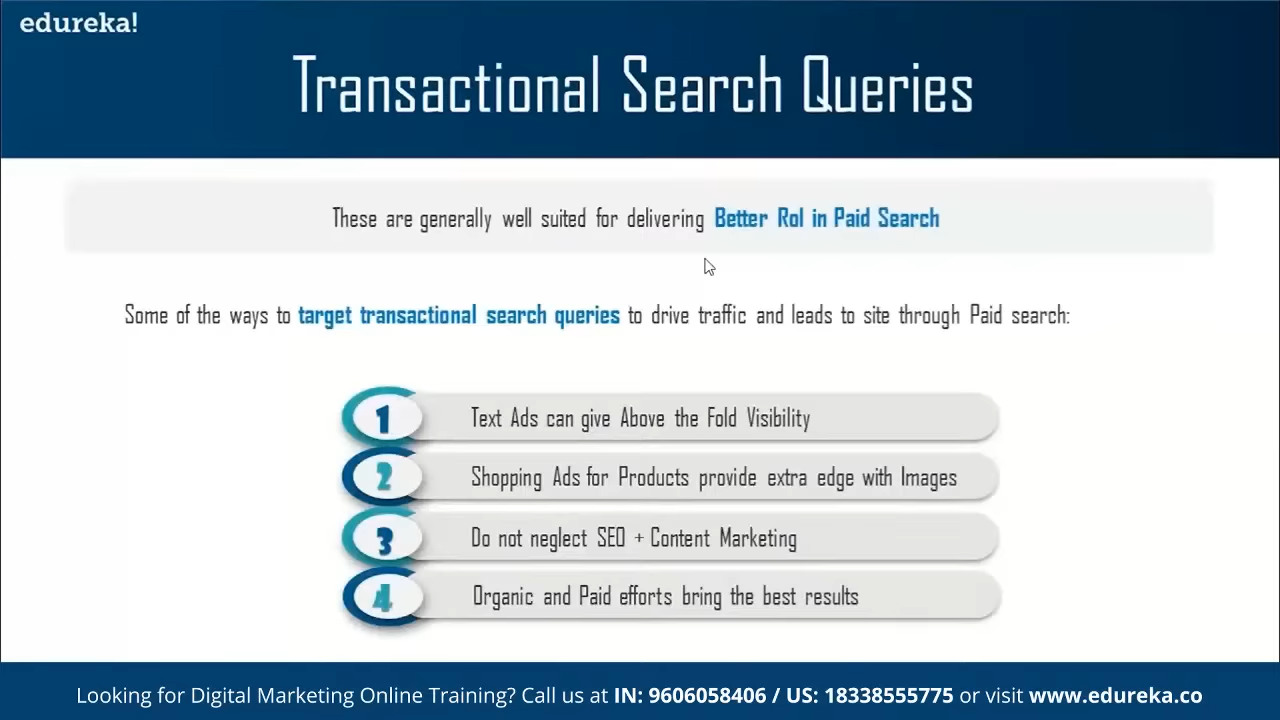 edureka!
Transactional Search Queries
These are generally well suited for delivering Better RoI in Paid Search
Some of the ways to target transactional search queries to drive traffic and leads to site through Paid search:
1 Text Ads can give Above the Fold Visibility
2 Shopping Ads for Products provide extra edge with Images
3 Do not neglect SEO + Content Marketing
4 Organic and Paid efforts bring the best results
Looking for Digital Marketing Online Training? Call us at IN: 9606058406 / US: 18338555775 or visit www.edureka.co